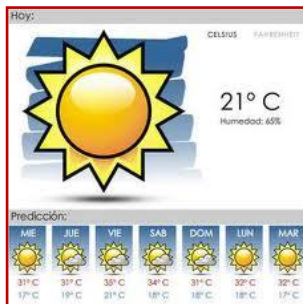 Hoy:
CELSIUS FAHRENHEIT
21° C
Humedad: 65%
Predicción:
MIE JUE VIE SAB DOM LUN MAR
31° C 31° C 35° C 34° C 31° C 32° C 32° C
17° C 19° C 21° C 18° C 18° C 18° C 17° C